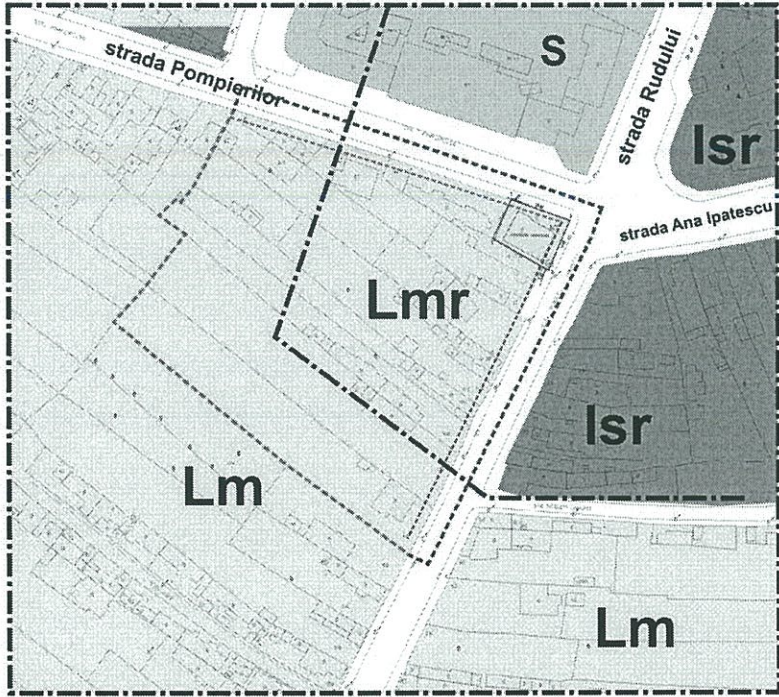 S
strada Pompierilor
strada Rudului
Isr
strada Ana Ipatescu
Lmr
Isr
Lm
Lm